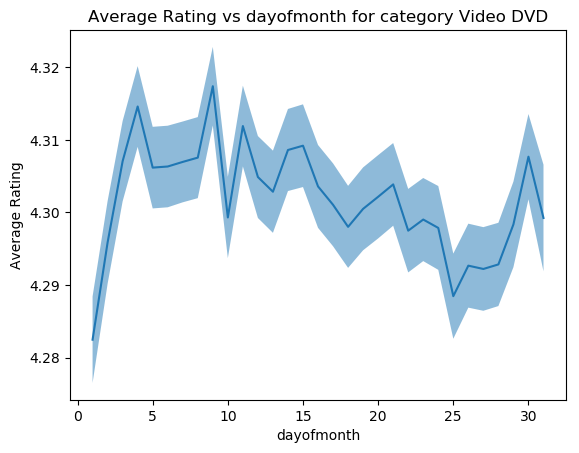 Average Rating vs dayofmonth for category Video DVD
4.32
4.31
4.30
4.29
4.28
Average Rating
0 5 10 15 20 25 30
dayofmonth